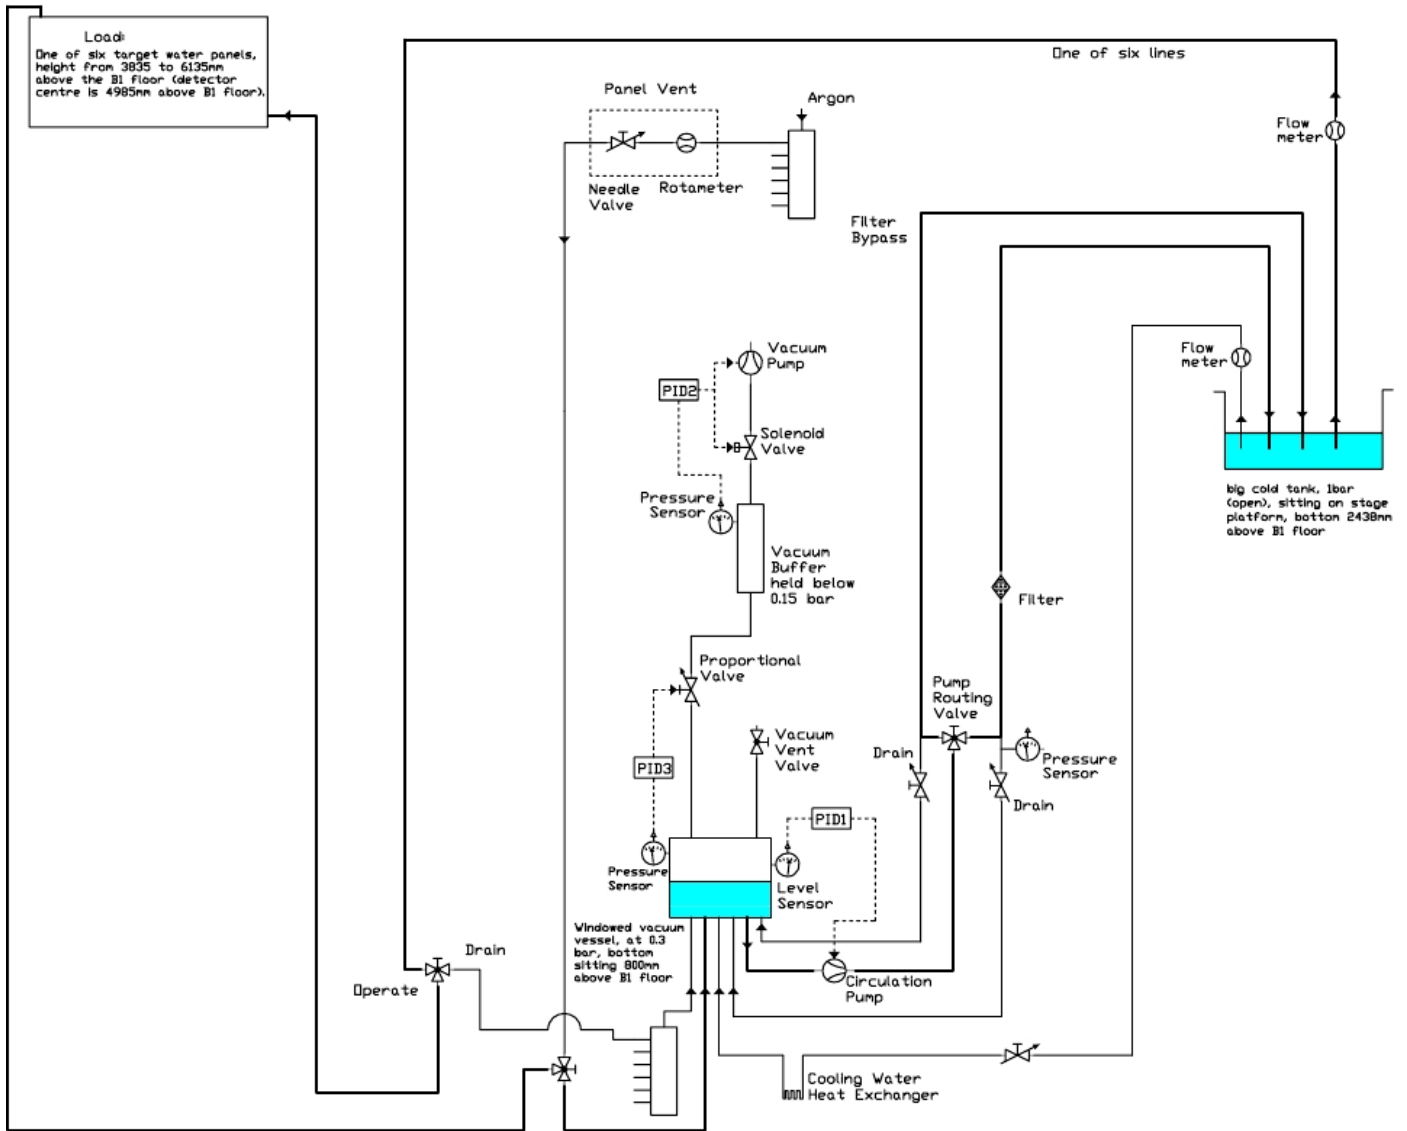 Load:
One of six target water panels,
height from 3835 to 6135mm
above the B1 floor (detector
centre is 4985mm above B1 floor).
One of six lines
Panel Vent
Argon
Flow
meter
Needle
Valve
Rotameter
Filter
Bypass
Vacuum
Pump
Flow
meter
PID2
Solenoid
Valve
Pressure
Sensor
big cold tank, 1bar
(open), sitting on stage
platform, bottom 2438mm
above B1 floor
Vacuum
Buffer
held below
0.15 bar
Filter
Proportional
Valve
Pump
Routing
Valve
Vacuum
Vent
Valve
Drain
Pressure
Sensor
PID3
Drain
PID1
Pressure
Sensor
Level
Sensor
Windowed vacuum
vessel, at 0.3
bar, bottom
sitting 800mm
above B1 floor
Drain
Operate
Circulation
Pump
Cooling Water
Heat Exchanger